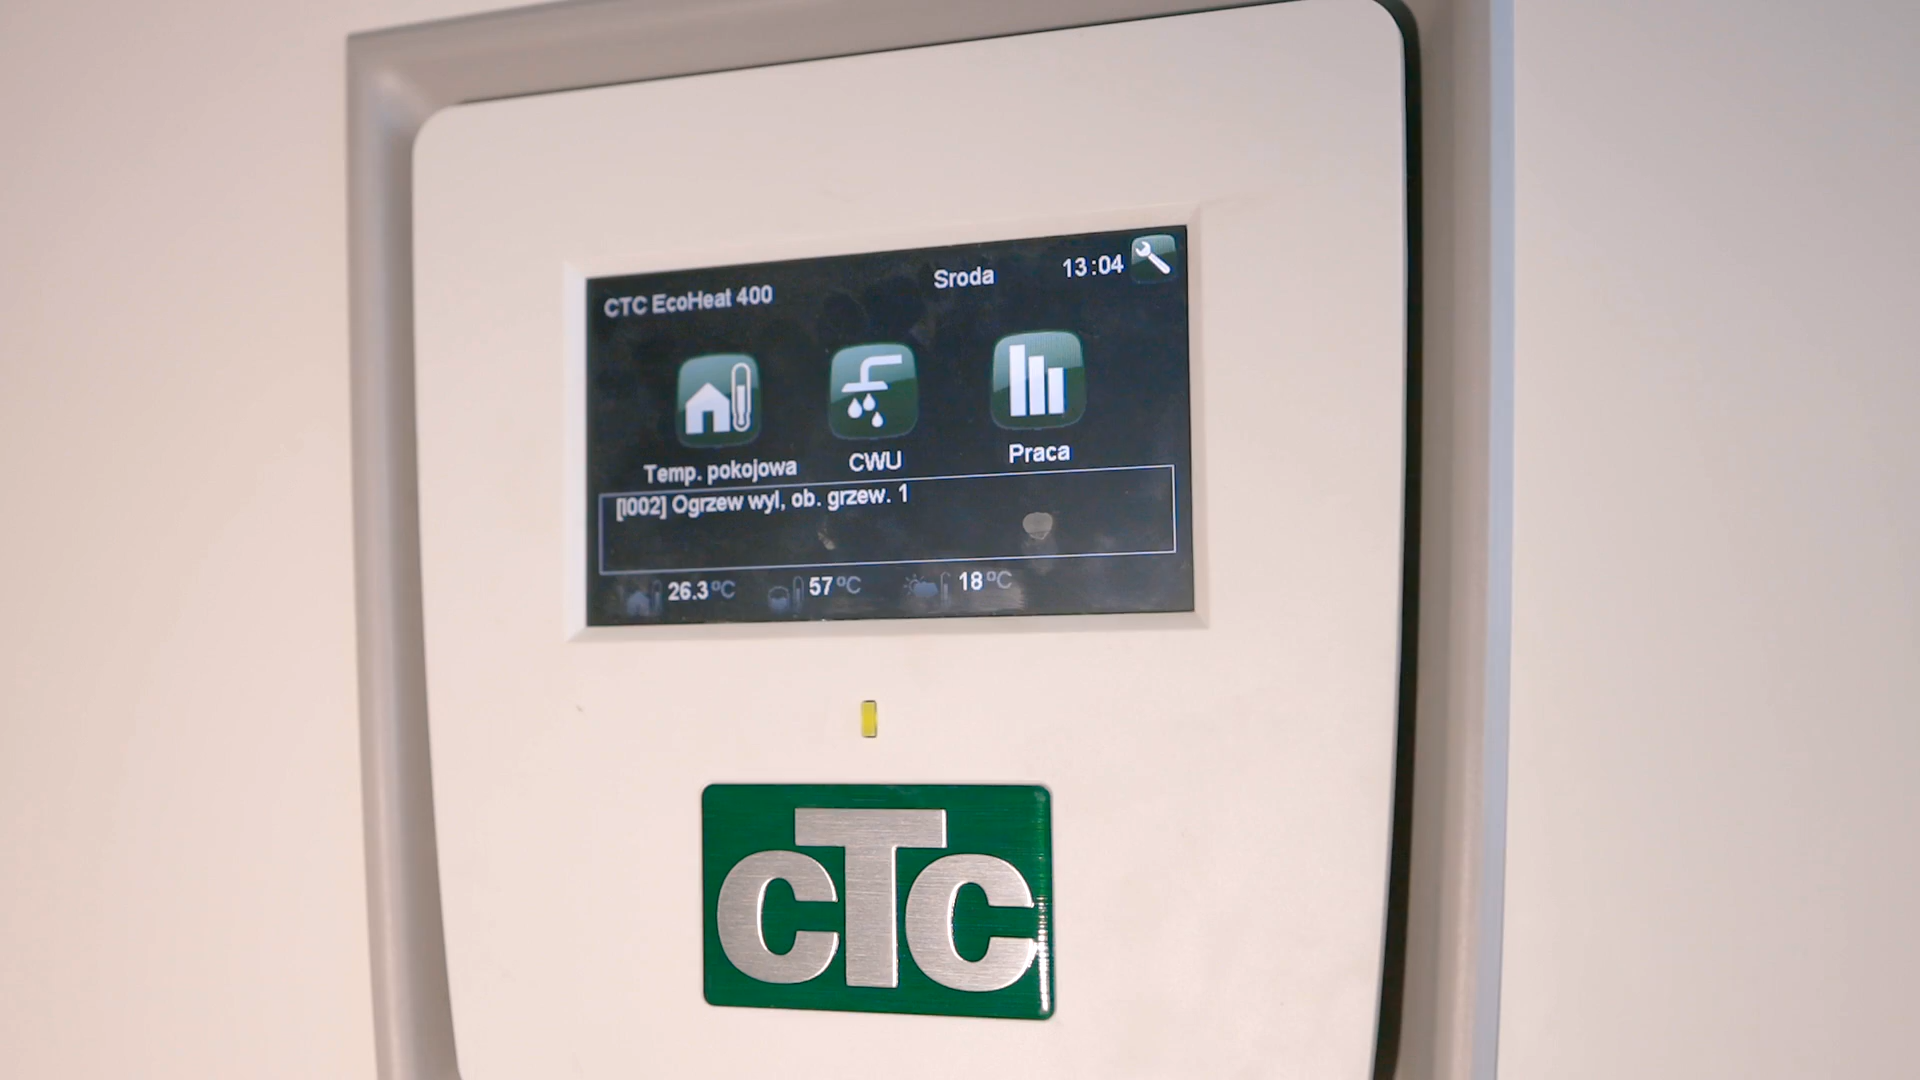 CTC EcoHeat 400
Sroda
13:04
Temp. pokojowa
CWU
Praca
[I002] Ogrzew wyl, ob. grzew. 1
26.3°C
57°C
18°C
CTC